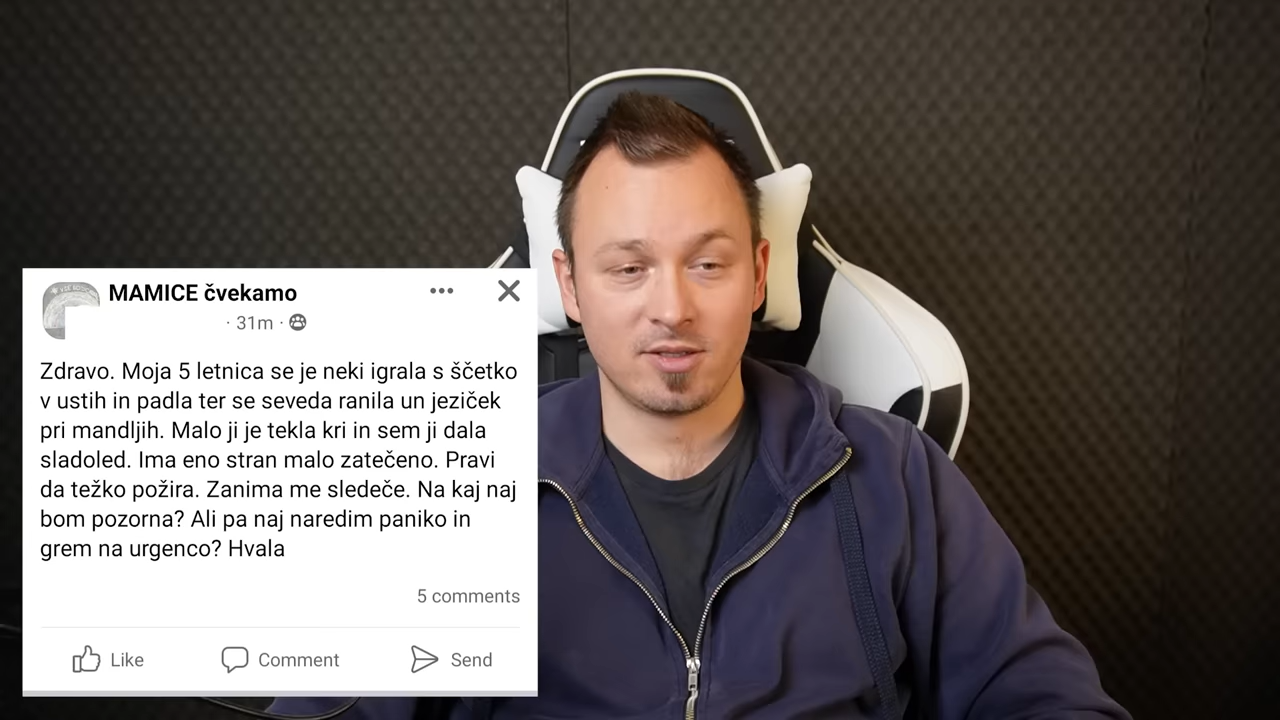 MAMICE čvekamo
· 31m ·
Zdravo. Moja 5 letnica se je neki igrala s ščetko
v ustih in padla ter se seveda ranila un jeziček
pri mandljih. Malo ji je tekla kri in sem ji dala
sladoled. Ima eno stran malo zatečeno. Pravi
da težko požira. Zanima me sledeče. Na kaj naj
bom pozorna? Ali pa naj naredim paniko in
grem na urgenco? Hvala
5 comments
Like
Comment
Send